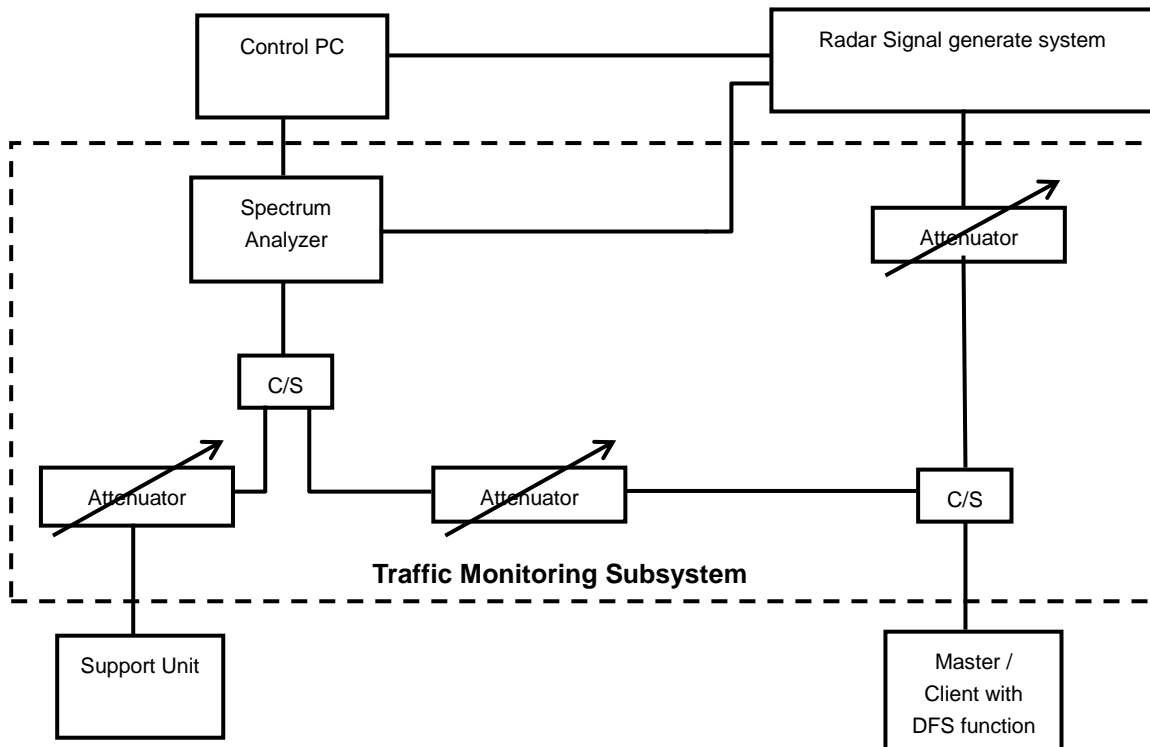 Control PC
Radar Signal generate system
Spectrum
Analyzer
Attenuator
C/S
Attenuator
Attenuator
C/S
Traffic Monitoring Subsystem
Support Unit
Master /
Client with
DFS function